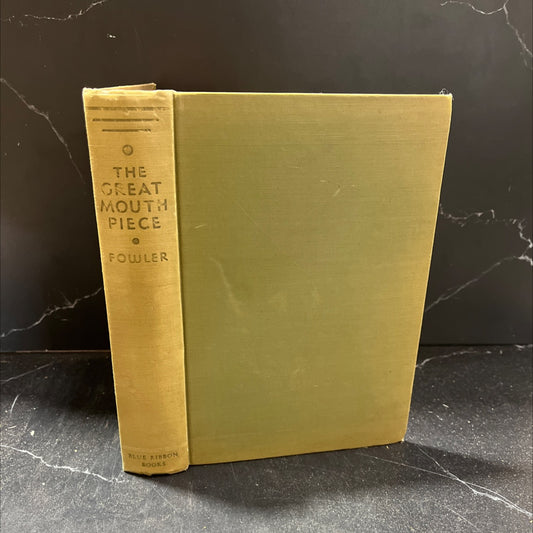 THE
GREAT
MOUTH
PIECE
FOWLER
BLUE RIBBON
BOOKS